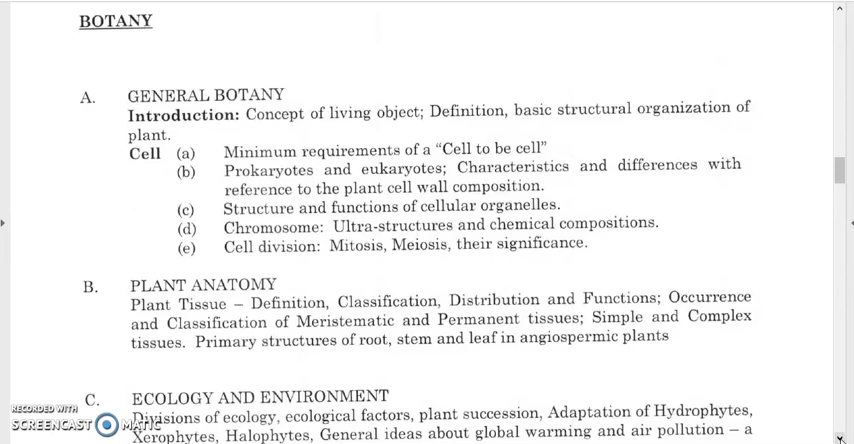 BOTANY
A. GENERAL BOTANY
Introduction: Concept of living object; Definition, basic structural organization of
plant.
Cell (a) Minimum requirements of a “Cell to be cell”
(b) Prokaryotes and eukaryotes; Characteristics and differences with
reference to the plant cell wall composition.
(c) Structure and functions of cellular organelles.
(d) Chromosome: Ultra-structures and chemical compositions.
(e) Cell division: Mitosis, Meiosis, their significance.
B. PLANT ANATOMY
Plant Tissue – Definition, Classification, Distribution and Functions; Occurrence
and Classification of Meristematic and Permanent tissues; Simple and Complex
tissues. Primary structures of root, stem and leaf in angiospermic plants
C. ECOLOGY AND ENVIRONMENT
Divisions of ecology, ecological factors, plant succession, Adaptation of Hydrophytes,
Xerophytes, Halophytes, General ideas about global warming and air pollution – a
RECORDED WITH
SCREENCAST MATIC